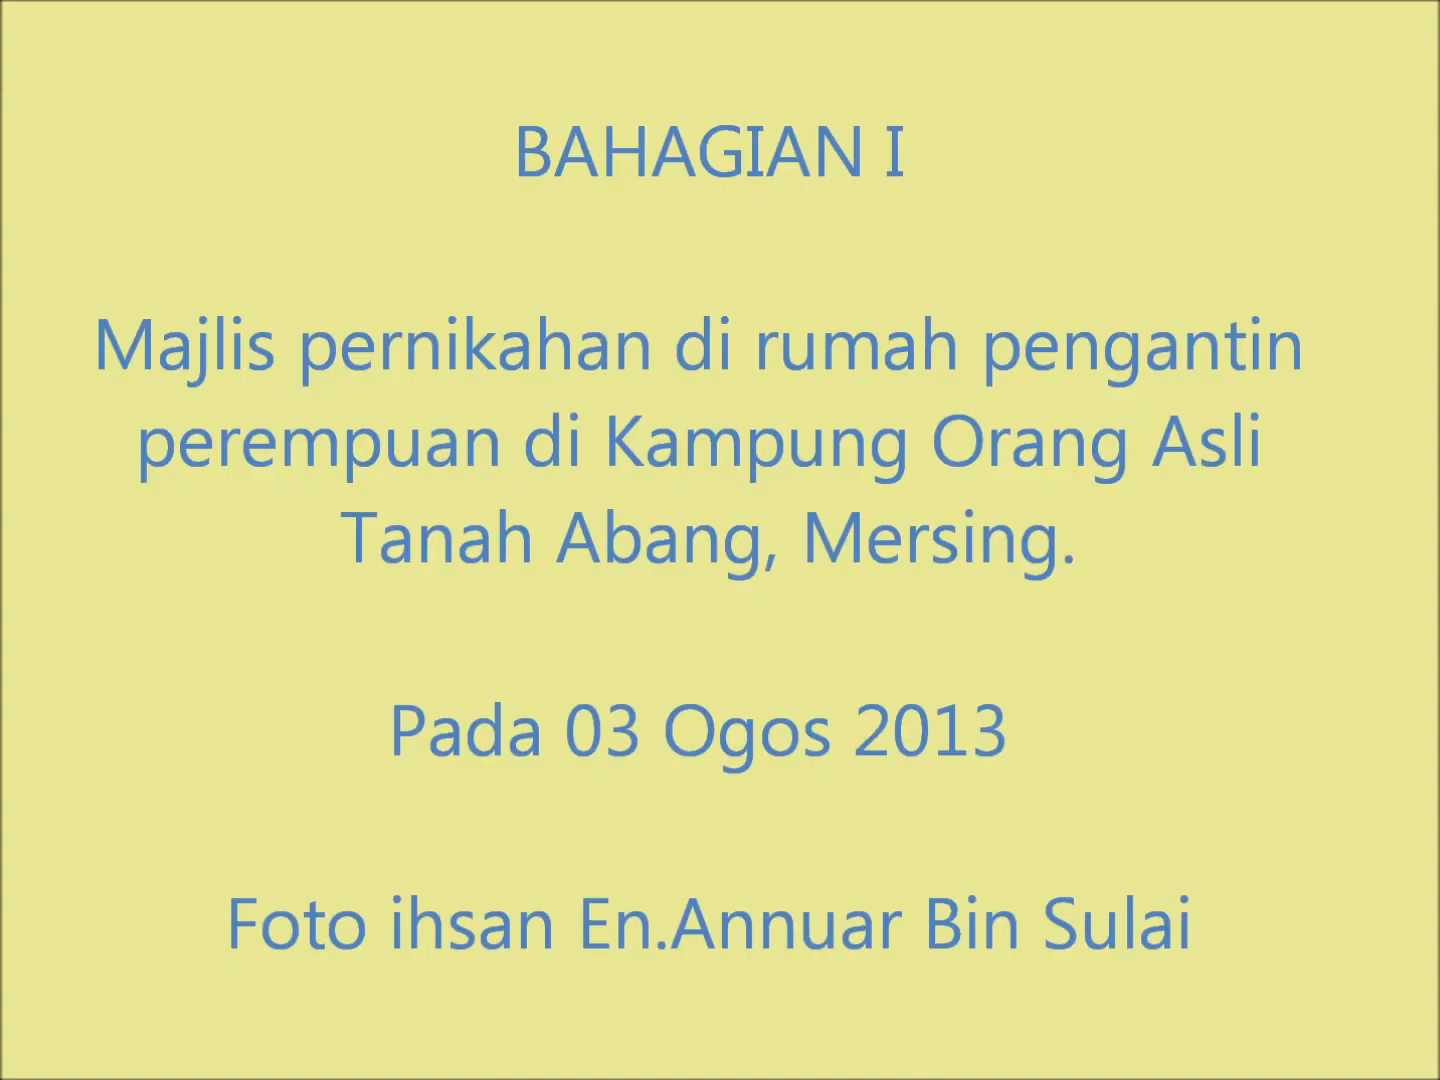 BAHAGIAN I
Majlis pernikahan di rumah pengantin
perempuan di Kampung Orang Asli
Tanah Abang, Mersing.
Pada 03 Ogos 2013
Foto ihsan En.Annuar Bin Sulai